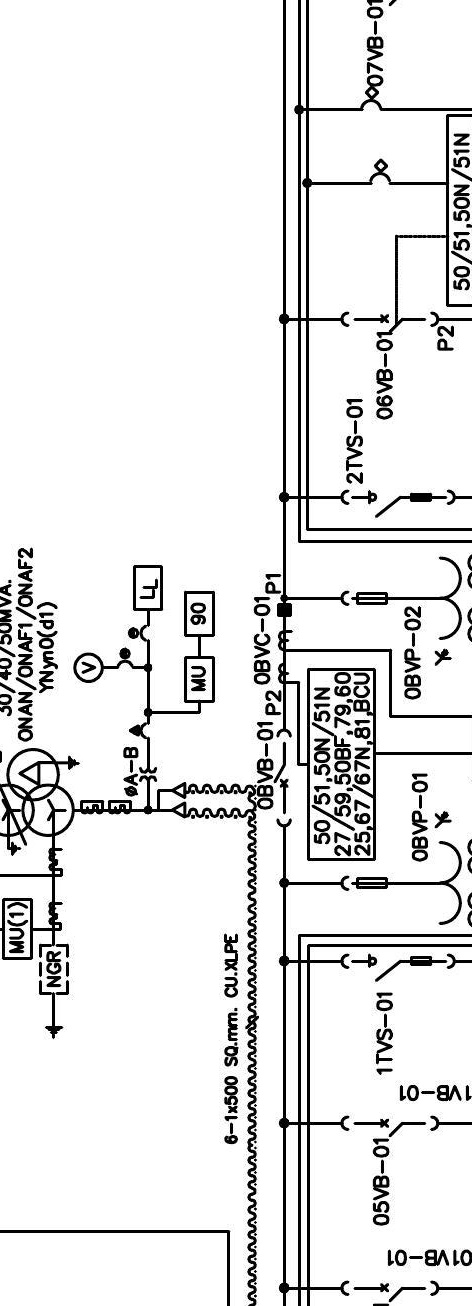 07VB-01
50/51,50N/51N
06VB-01
P2
2TVS-01
30/40/50MVA.
ONAN/ONAF1/ONAF2
YNyn0(d1)
LL
V
90
MU
P1
0BVC-01
P2
0BVP-02
0BVB-01
50/51,50N/51N
27/59,50BF,79,60
25,67/67N,81,BCU
ØA-B
0BVP-01
MU(1)
NGR
6-1x500 SQ.mm. CU.XLPE
1TVS-01
1VB-01
05VB-01
01VB-01